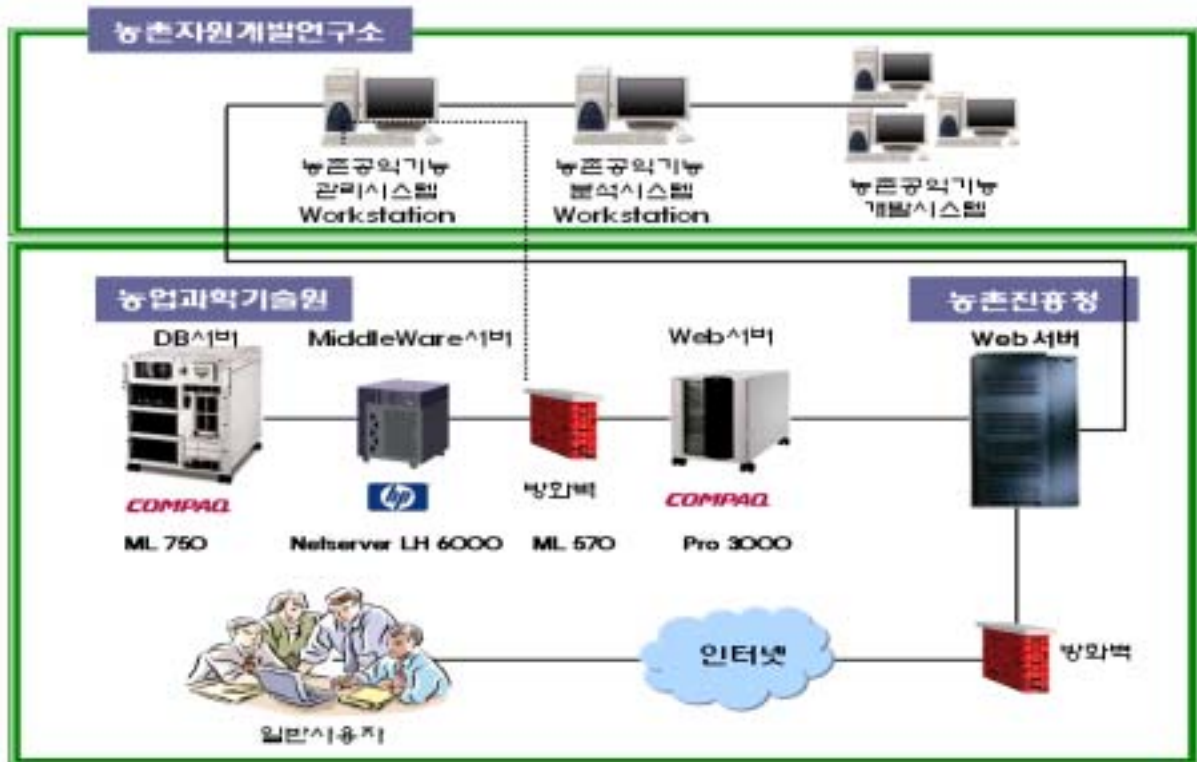 농촌자원개발연구소
농촌공익기능
관리시스템
Workstation
농촌공익기능
분석시스템
Workstation
농촌공익기능
개발시스템
농업과학기술원
농촌진흥청
DB서버
MiddleWare서버
Web서버
Web서버
방화벽
COMPAQ
hp
COMPAQ
ML 750
Netserver LH 6000
ML 570
Pro 3000
인터넷
방화벽
일반사용자